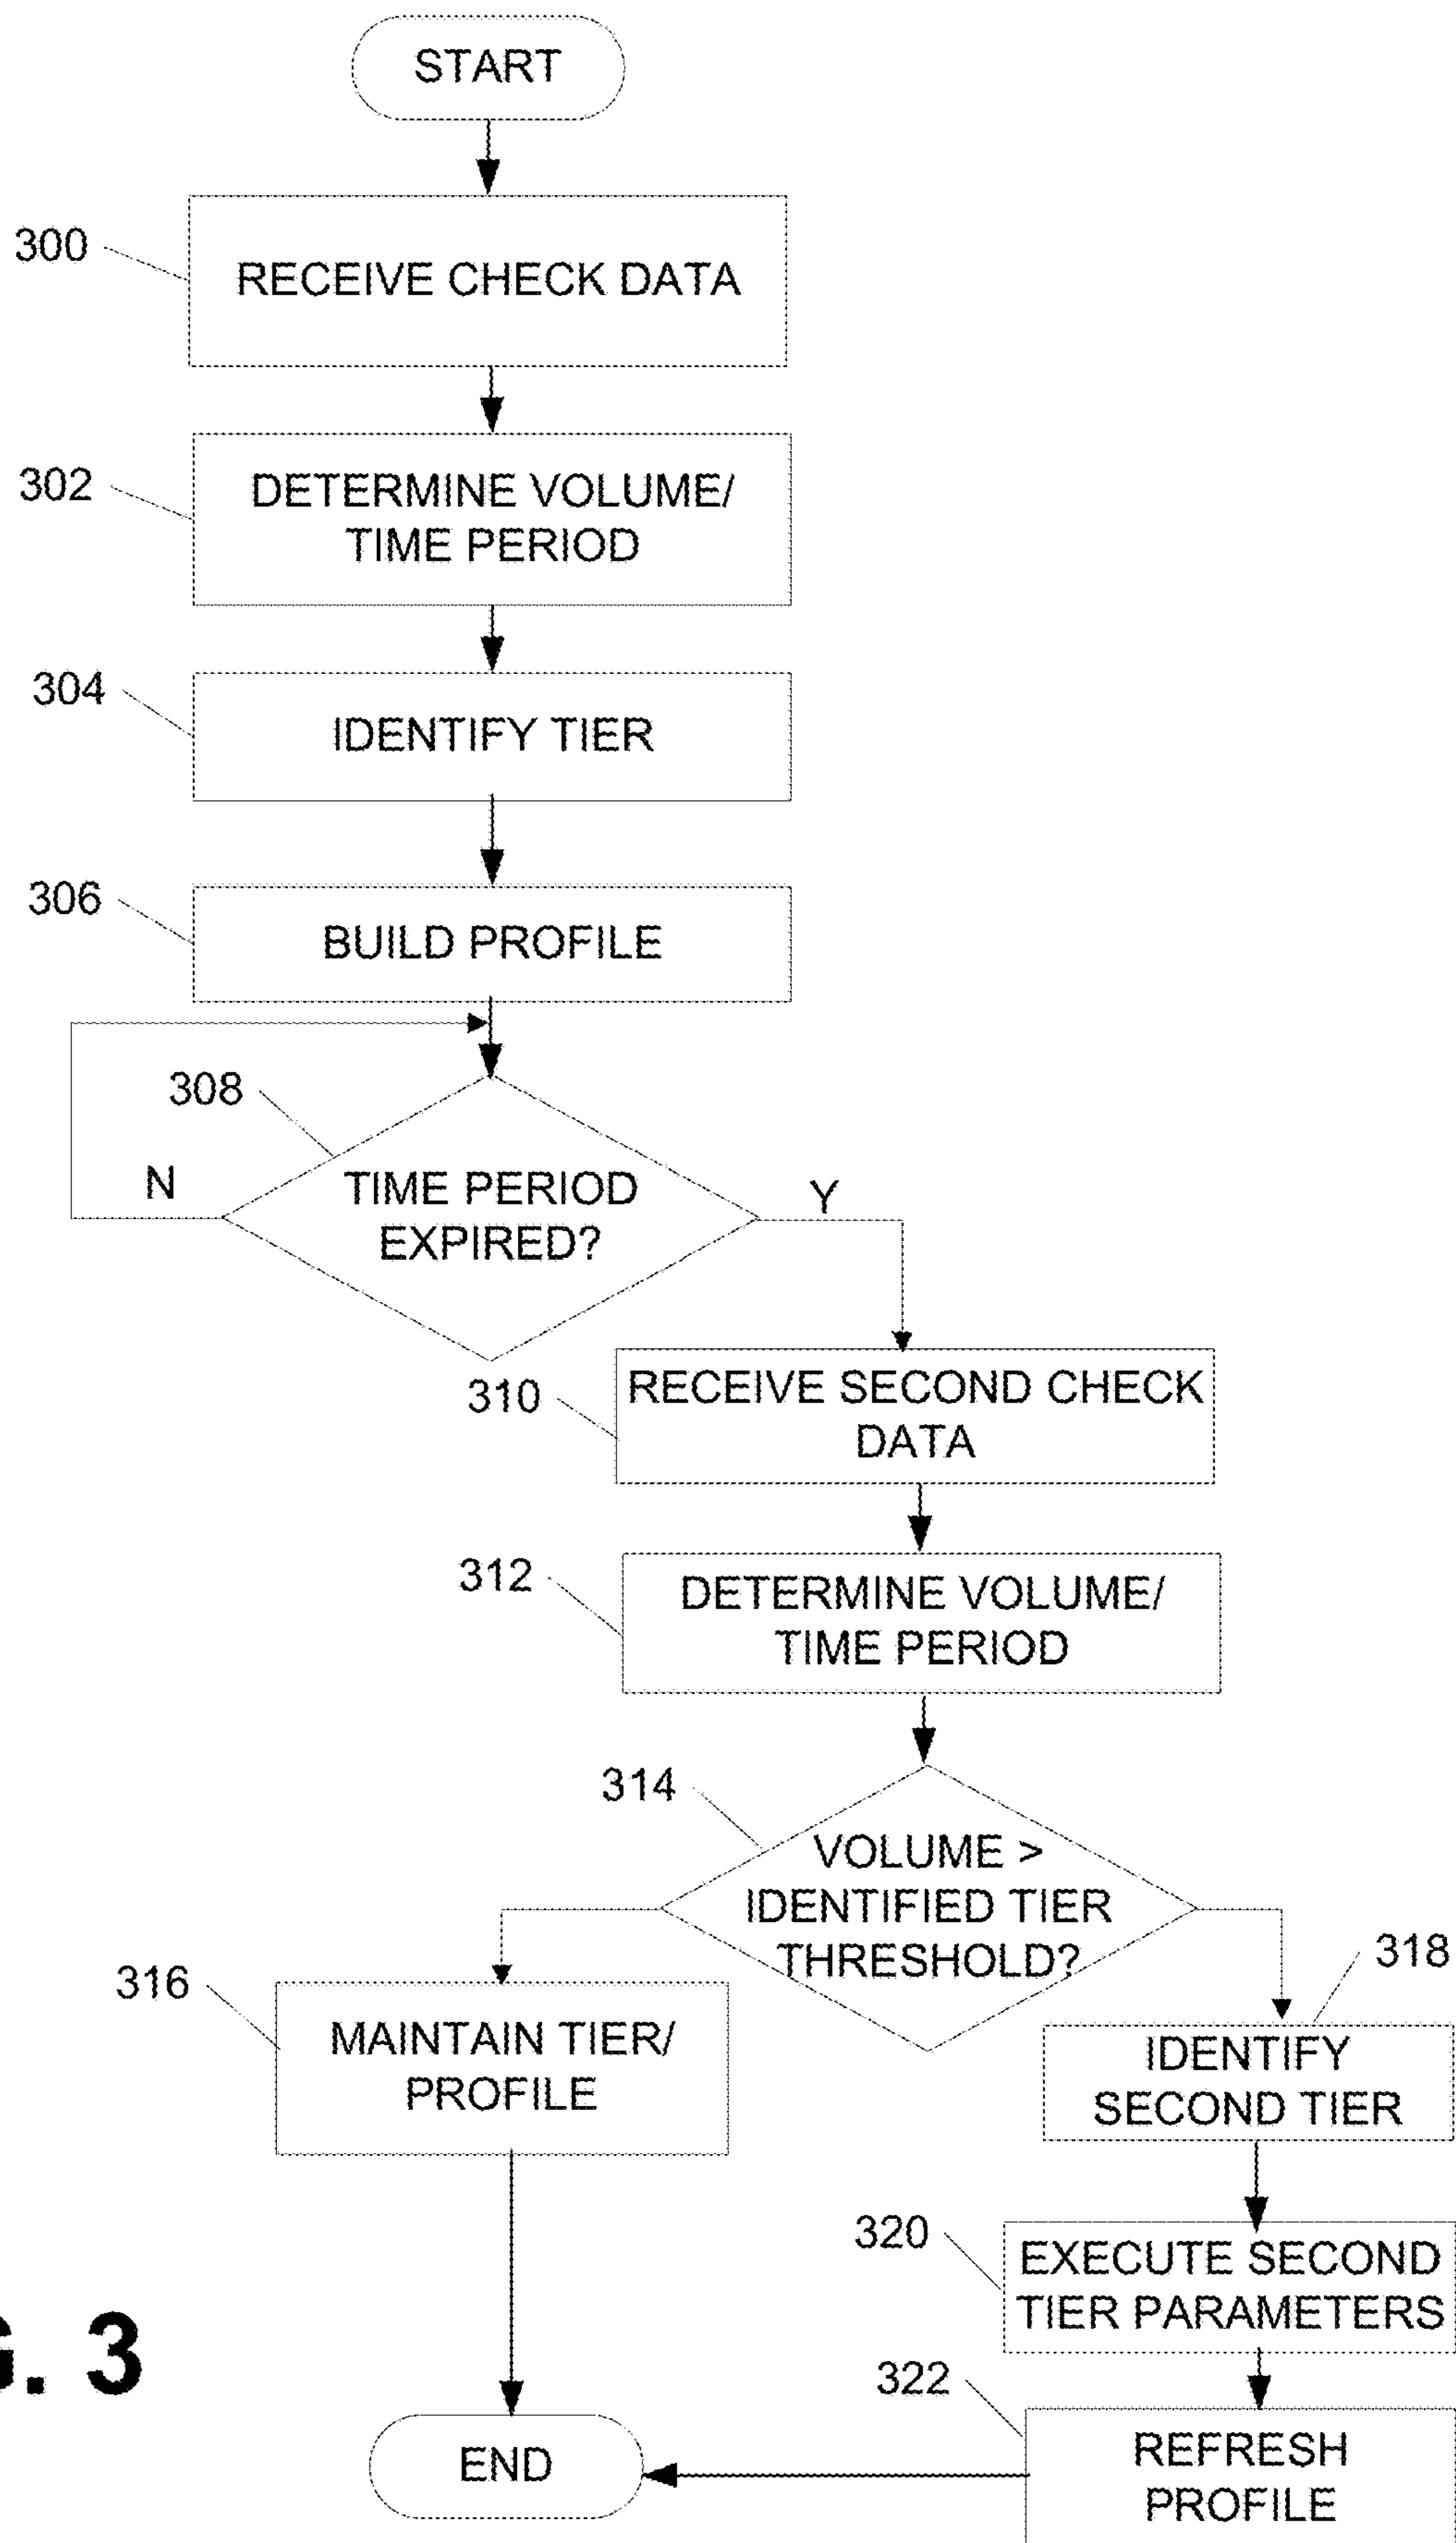 START
300
RECEIVE CHECK DATA
302
DETERMINE VOLUME/
TIME PERIOD
304
IDENTIFY TIER
306
BUILD PROFILE
308
N
TIME PERIOD
EXPIRED?
Y
310
RECEIVE SECOND CHECK
DATA
312
DETERMINE VOLUME/
TIME PERIOD
314
VOLUME >
IDENTIFIED TIER
THRESHOLD?
316
MAINTAIN TIER/
PROFILE
318
IDENTIFY
SECOND TIER
320
EXECUTE SECOND
TIER PARAMETERS
322
REFRESH
PROFILE
END
G. 3